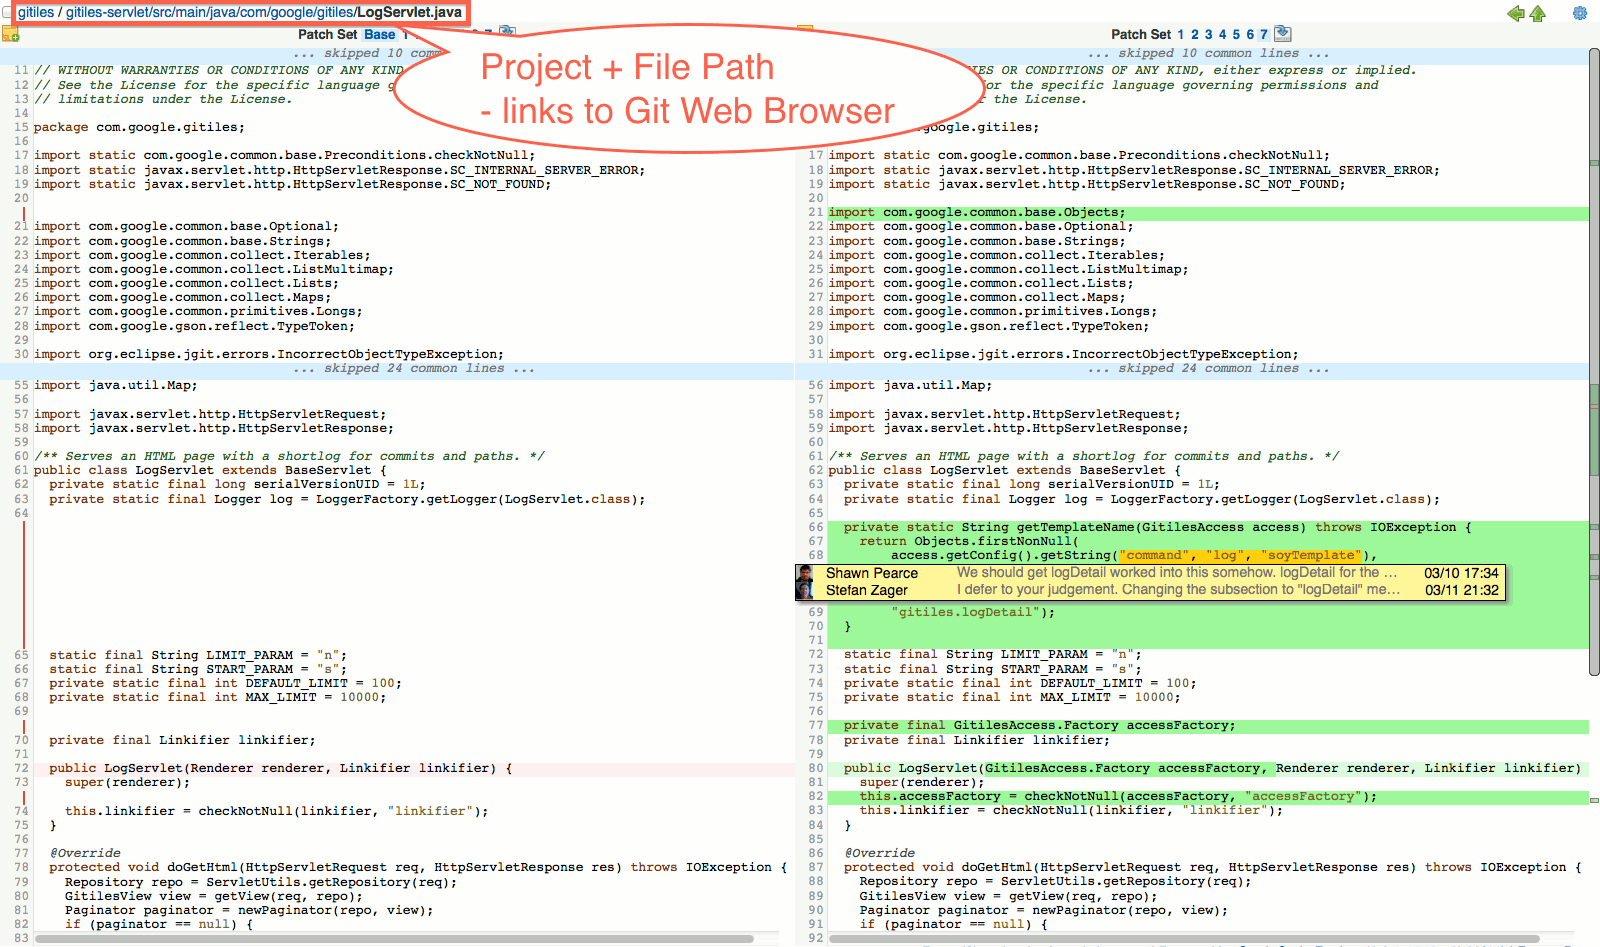 gitiles / gitiles-servlet/src/main/java/com/google/gitiles/LogServlet.java
Patch Set Base 1
... skipped 10 comm
11 // WITHOUT WARRANTIES OR CONDITIONS OF ANY KIND
12 // See the License for the specific language g
13 // limitations under the License.
14
15 package com.google.gitiles;
16
17 import static com.google.common.base.Preconditions.checkNotNull;
18 import static javax.servlet.http.HttpServletResponse.SC_INTERNAL_SERVER_ERROR;
19 import static javax.servlet.http.HttpServletResponse.SC_NOT_FOUND;
20
21 import com.google.common.base.Optional;
22 import com.google.common.base.Strings;
23 import com.google.common.collect.Iterables;
24 import com.google.common.collect.ListMultimap;
25 import com.google.common.collect.Lists;
26 import com.google.common.collect.Maps;
27 import com.google.common.primitives.Longs;
28 import com.google.gson.reflect.TypeToken;
29
30 import org.eclipse.jgit.errors.IncorrectObjectTypeException;
... skipped 24 common lines ...
55 import java.util.Map;
56
57 import javax.servlet.http.HttpServletRequest;
58 import javax.servlet.http.HttpServletResponse;
59
60 /** Serves an HTML page with a shortlog for commits and paths. */
61 public class LogServlet extends BaseServlet {
62 private static final long serialVersionUID = 1L;
63 private static final Logger log = LoggerFactory.getLogger(LogServlet.class);
64
65 static final String LIMIT_PARAM = "n";
66 static final String START_PARAM = "s";
67 private static final int DEFAULT_LIMIT = 100;
68 private static final int MAX_LIMIT = 10000;
69
70 private final Linkifier linkifier;
71
72 public LogServlet(Renderer renderer, Linkifier linkifier) {
73 super(renderer);
74 this.linkifier = checkNotNull(linkifier, "linkifier");
75 }
76
77 @Override
78 protected void doGetHtml(HttpServletRequest req, HttpServletResponse res) throws IOException {
79 Repository repo = ServletUtils.getRepository(req);
80 GitilesView view = getView(req, repo);
81 Paginator paginator = newPaginator(repo, view);
82 if (paginator == null) {
83
Project + File Path
- links to Git Web Browser
Patch Set 1 2 3 4 5 6 7
... skipped 10 common lines ...
IES OR CONDITIONS OF ANY KIND, either express or implied.
for the specific language governing permissions and
r the License.
.google.gitiles;
17 import static com.google.common.base.Preconditions.checkNotNull;
18 import static javax.servlet.http.HttpServletResponse.SC_INTERNAL_SERVER_ERROR;
19 import static javax.servlet.http.HttpServletResponse.SC_NOT_FOUND;
20
21 import com.google.common.base.Objects;
22 import com.google.common.base.Optional;
23 import com.google.common.base.Strings;
24 import com.google.common.collect.Iterables;
25 import com.google.common.collect.ListMultimap;
26 import com.google.common.collect.Lists;
27 import com.google.common.collect.Maps;
28 import com.google.common.primitives.Longs;
29 import com.google.gson.reflect.TypeToken;
30
31 import org.eclipse.jgit.errors.IncorrectObjectTypeException;
... skipped 24 common lines ...
56 import java.util.Map;
57
58 import javax.servlet.http.HttpServletRequest;
59 import javax.servlet.http.HttpServletResponse;
60
61 /** Serves an HTML page with a shortlog for commits and paths. */
62 public class LogServlet extends BaseServlet {
63 private static final long serialVersionUID = 1L;
64 private static final Logger log = LoggerFactory.getLogger(LogServlet.class);
65
66 private static String getTemplateName(GitilesAccess access) throws IOException {
67 return Objects.firstNonNull(
68 access.getConfig().getString("command", "log", "soyTemplate"),
Shawn Pearce We should get logDetail worked into this somehow. logDetail for the ... 03/10 17:34
Stefan Zager I defer to your judgement. Changing the subsection to "logDetail" me... 03/11 21:32
69 "gitiles.logDetail");
70 }
71
72 static final String LIMIT_PARAM = "n";
73 static final String START_PARAM = "s";
74 private static final int DEFAULT_LIMIT = 100;
75 private static final int MAX_LIMIT = 10000;
76
77 private final GitilesAccess.Factory accessFactory;
78 private final Linkifier linkifier;
79
80 public LogServlet(GitilesAccess.Factory accessFactory, Renderer renderer, Linkifier linkifier)
81 super(renderer);
82 this.accessFactory = checkNotNull(accessFactory, "accessFactory");
83 this.linkifier = checkNotNull(linkifier, "linkifier");
84 }
85
86 @Override
87 protected void doGetHtml(HttpServletRequest req, HttpServletResponse res) throws IOException {
88 Repository repo = ServletUtils.getRepository(req);
89 GitilesView view = getView(req, repo);
90 Paginator paginator = newPaginator(repo, view);
91 if (paginator == null) {
92